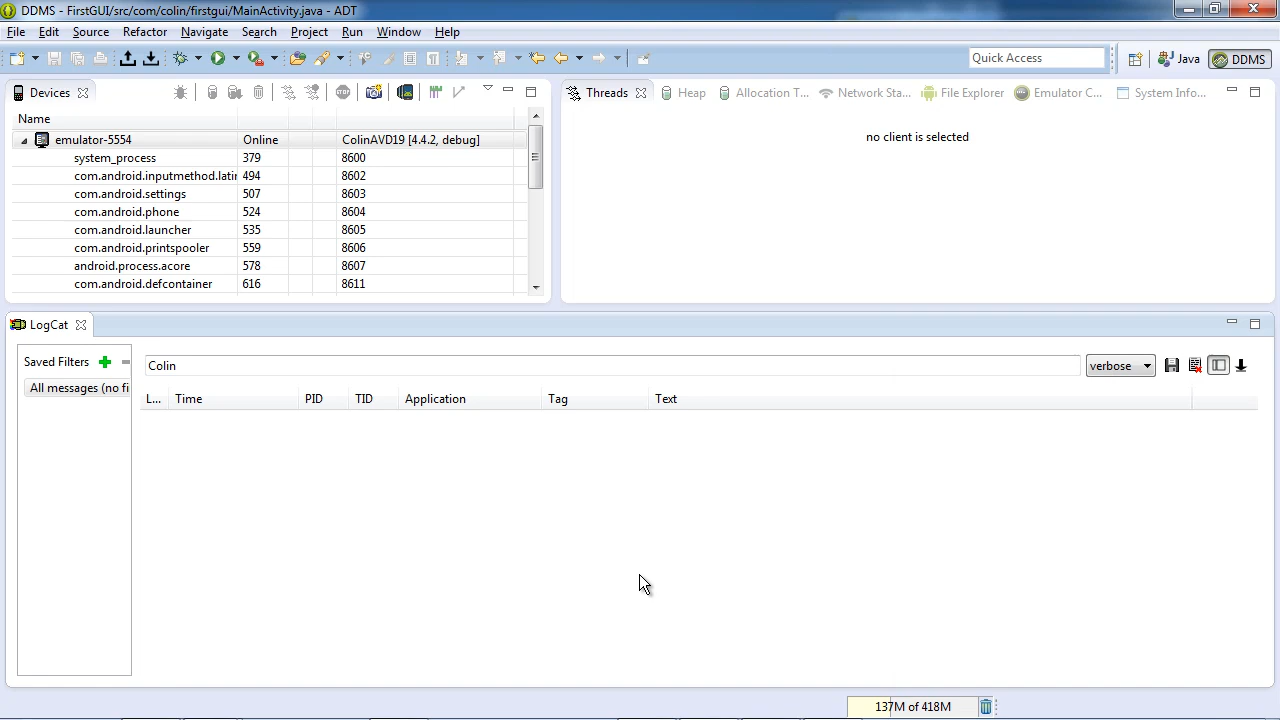 DDMS - FirstGUI/src/com/colin/firstgui/MainActivity.java - ADT
File Edit Source Refactor Navigate Search Project Run Window Help
Quick Access
Java
DDMS
Devices
Name
emulator-5554 Online ColinAVD19 [4.4.2, debug]
system_process 379 8600
com.android.inputmethod.latir 494 8602
com.android.settings 507 8603
com.android.phone 524 8604
com.android.launcher 535 8605
com.android.printspooler 559 8606
android.process.acore 578 8607
com.android.defcontainer 616 8611
Threads Heap Allocation T... Network Sta... File Explorer Emulator C... System Info...
no client is selected
LogCat
Saved Filters
All messages (no fi
Colin
verbose
L... Time PID TID Application Tag Text
137M of 418M